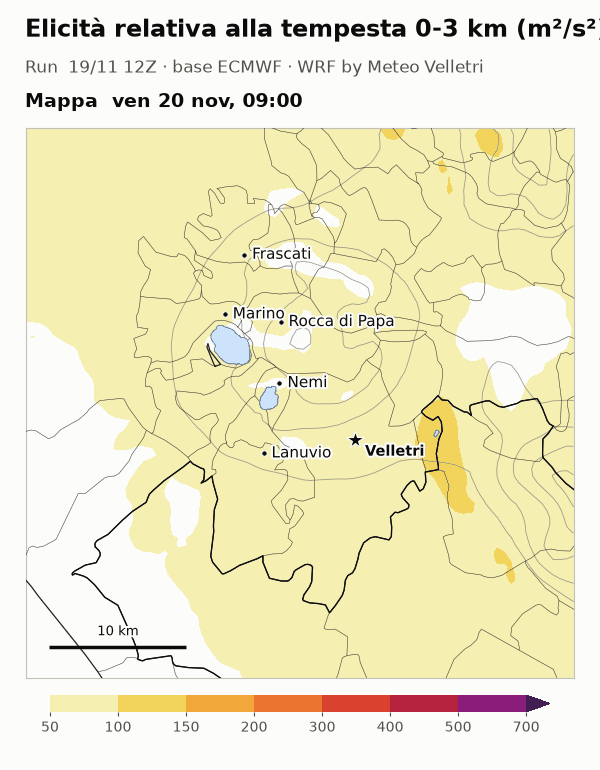 Elicità relativa alla tempesta 0-3 km (m²/s²)
Run  19/11 12Z · base ECMWF · WRF by Meteo Velletri
Mappa  ven 20 nov, 09:00
Frascati
Marino
Rocca di Papa
Nemi
Velletri
Lanuvio
10 km
50 100 150 200 300 400 500 700